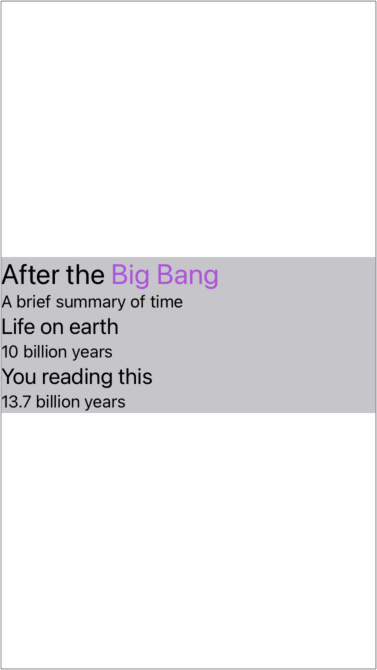 After the Big Bang
A brief summary of time
Life on earth
10 billion years
You reading this
13.7 billion years